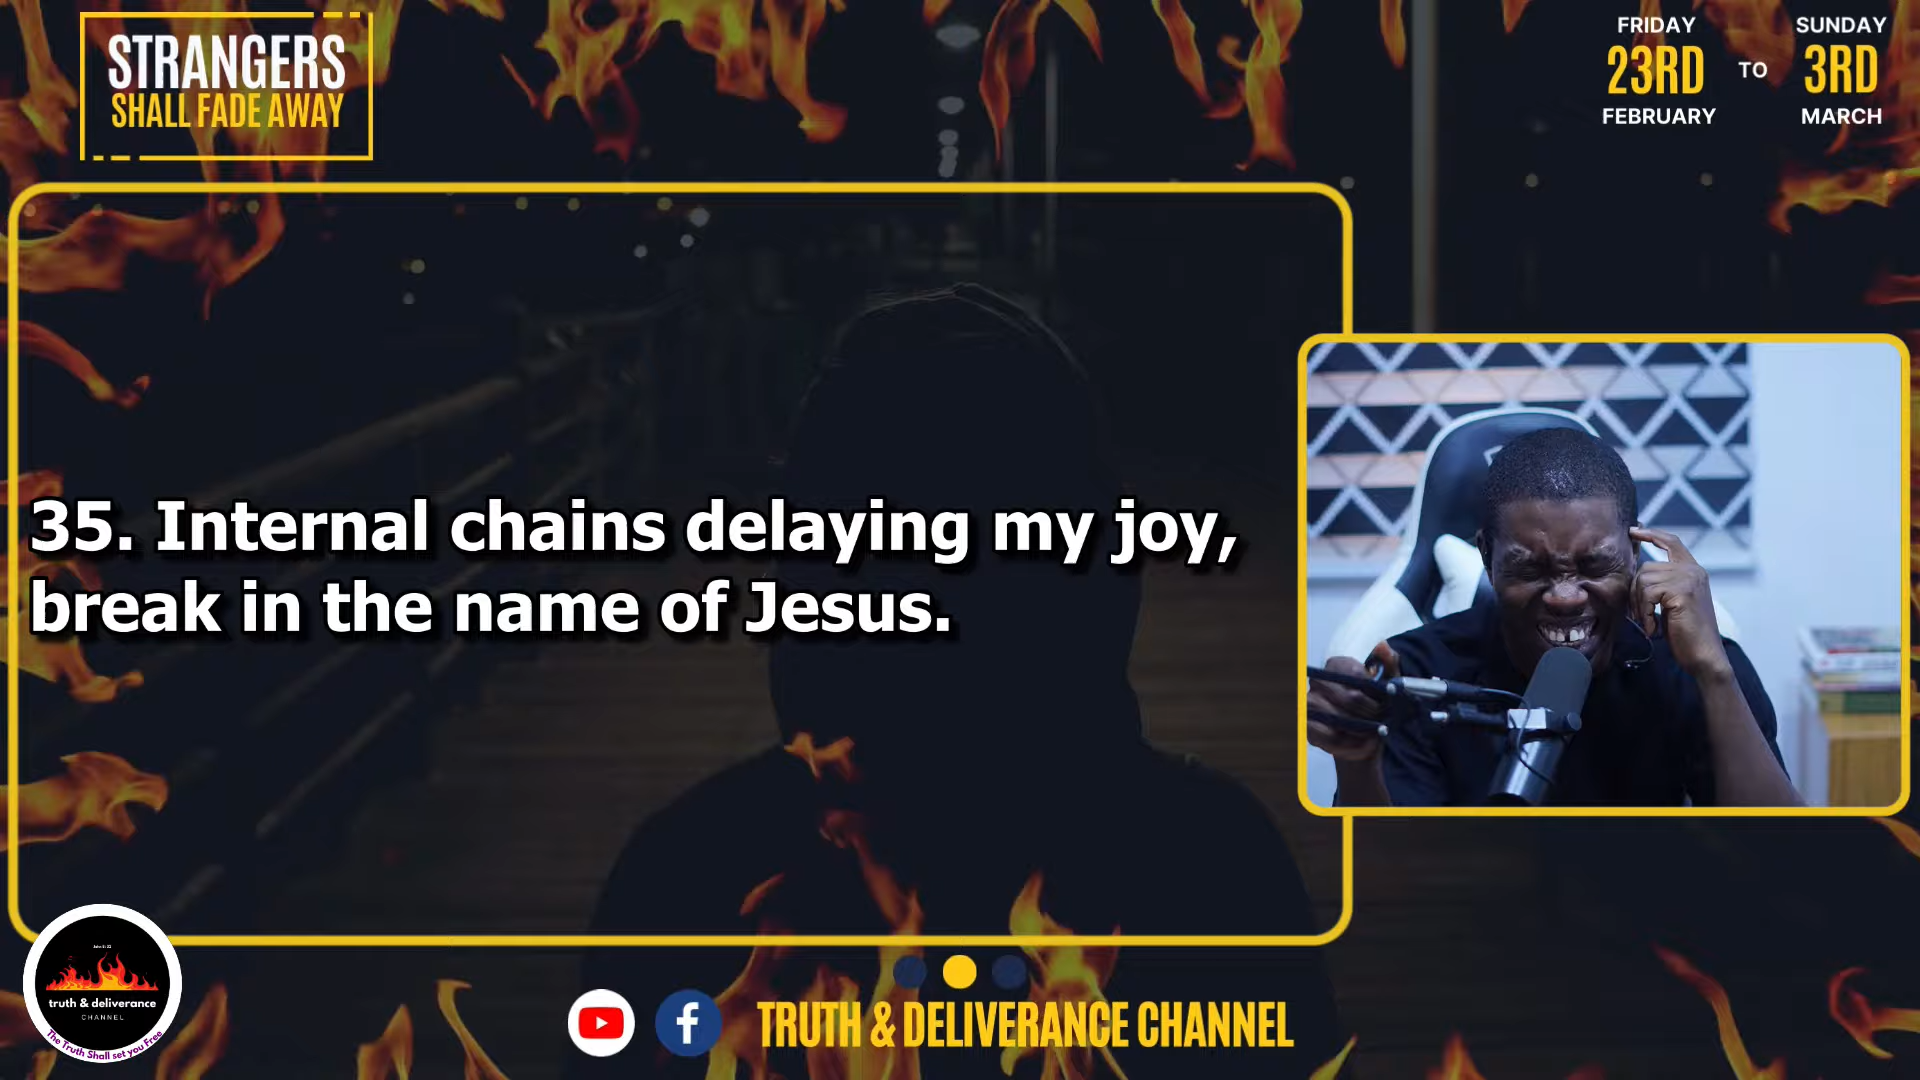 STRANGERS
SHALL FADE AWAY
FRIDAY
23RD
FEBRUARY
TO
SUNDAY
3RD
MARCH
35. Internal chains delaying my joy,
break in the name of Jesus.
truth & deliverance
CHANNEL
The Truth Shall set you Free
TRUTH & DELIVERANCE CHANNEL